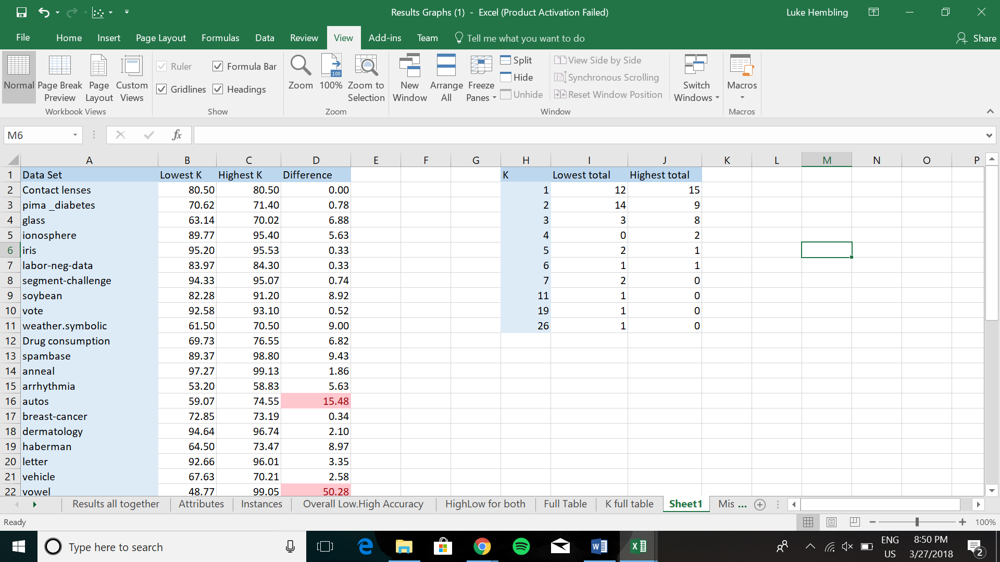 Results Graphs (1) - Excel (Product Activation Failed)
Luke Hembling
File Home Insert Page Layout Formulas Data Review View Add-ins Team Tell me what you want to do Share
Normal
Page Break Preview
Page Layout
Custom Views
Workbook Views
Ruler
Formula Bar
Gridlines
Headings
Show
Zoom
100
100%
Zoom to Selection
Zoom
New Window
Arrange All
Freeze Panes
Split
Hide
Unhide
View Side by Side
Synchronous Scrolling
Reset Window Position
Window
Switch Windows
Macros
Macros
M6
fx
A B C D E F G H I J K L M N O P
1 Data Set Lowest K Highest K Difference K Lowest total Highest total
2 Contact lenses 80.50 80.50 0.00 1 12 15
3 pima _diabetes 70.62 71.40 0.78 2 14 9
4 glass 63.14 70.02 6.88 3 3 8
5 ionosphere 89.77 95.40 5.63 4 0 2
6 iris 95.20 95.53 0.33 5 2 1
7 labor-neg-data 83.97 84.30 0.33 6 1 1
8 segment-challenge 94.33 95.07 0.74 7 2 0
9 soybean 82.28 91.20 8.92 11 1 0
10 vote 92.58 93.10 0.52 19 1 0
11 weather.symbolic 61.50 70.50 9.00 26 1 0
12 Drug consumption 69.73 76.55 6.82
13 spambase 89.37 98.80 9.43
14 anneal 97.27 99.13 1.86
15 arrhythmia 53.20 58.83 5.63
16 autos 59.07 74.55 15.48
17 breast-cancer 72.85 73.19 0.34
18 dermatology 94.64 96.74 2.10
19 haberman 64.50 73.47 8.97
20 letter 92.66 96.01 3.35
21 vehicle 67.63 70.21 2.58
22 vowel 48.77 99.05 50.28
Results all together Attributes Instances Overall Low.High Accuracy HighLow for both Full Table K full table Sheet1 Mis ...
Ready
100%
Type here to search
ENG
US
8:50 PM
3/27/2018
2